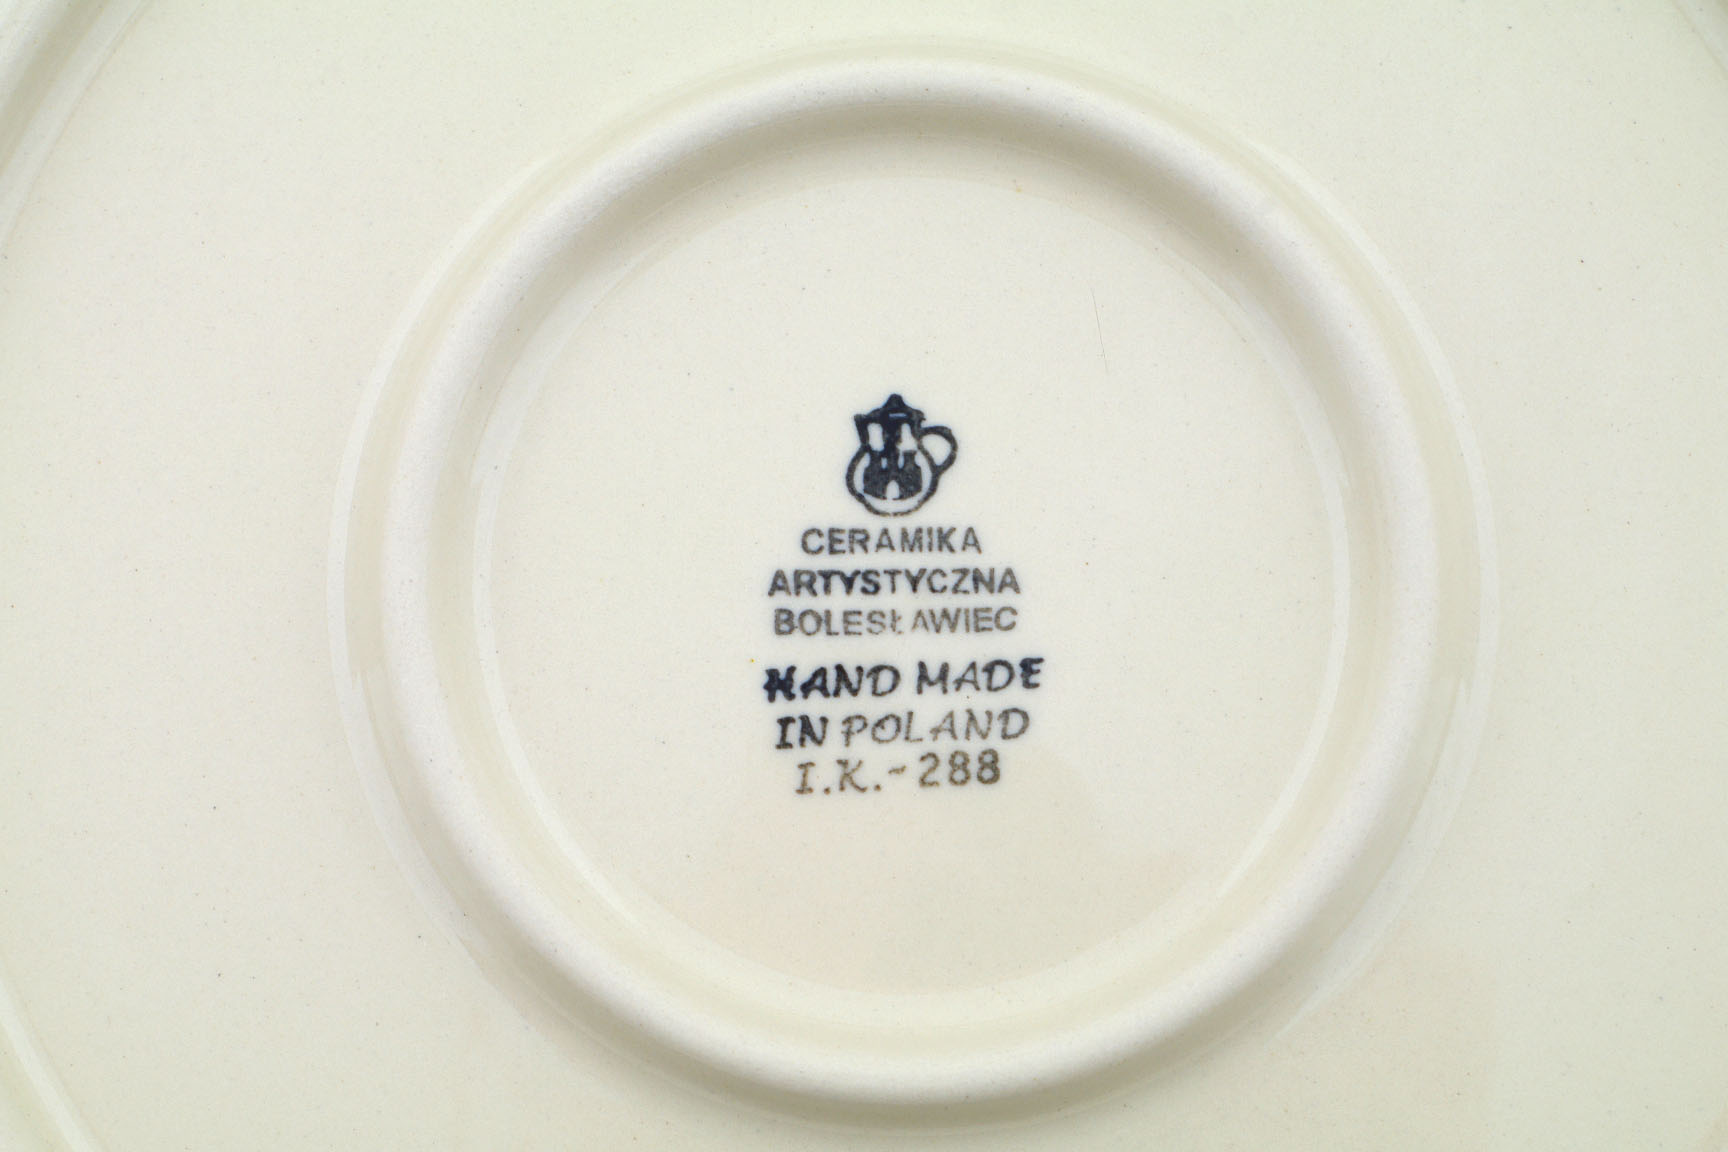 CERAMIKA
ARTYSTYCZNA
BOLESŁAWIEC
HAND MADE
IN POLAND
I.K.-288